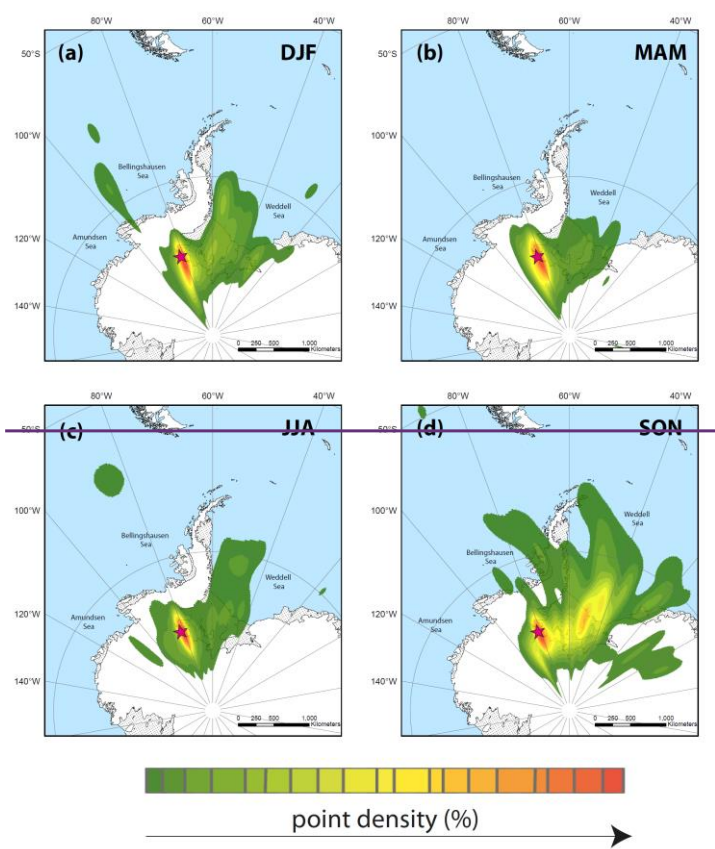 80°W 60°W 40°W
80°W 60°W 40°W
50°S (a) DJF
50°S (b) MAM
100°W
Bellingshausen
Sea
Weddell
Sea
120°W
Amundsen
Sea
140°W
0 250 500 1,000
Kilometers
100°W
Bellingshausen
Sea
Weddell
Sea
120°W
Amundsen
Sea
140°W
0 250 500 1,000
Kilometers
80°W 60°W 40°W
80°W 60°W 40°W
50°S (c) JJA
(d) SON
100°W
Bellingshausen
Sea
Weddell
Sea
120°W
Amundsen
Sea
140°W
0 250 500 1,000
Kilometers
100°W
Bellingshausen
Sea
Weddell
Sea
120°W
Amundsen
Sea
140°W
0 250 500 1,000
Kilometers
point density (%)